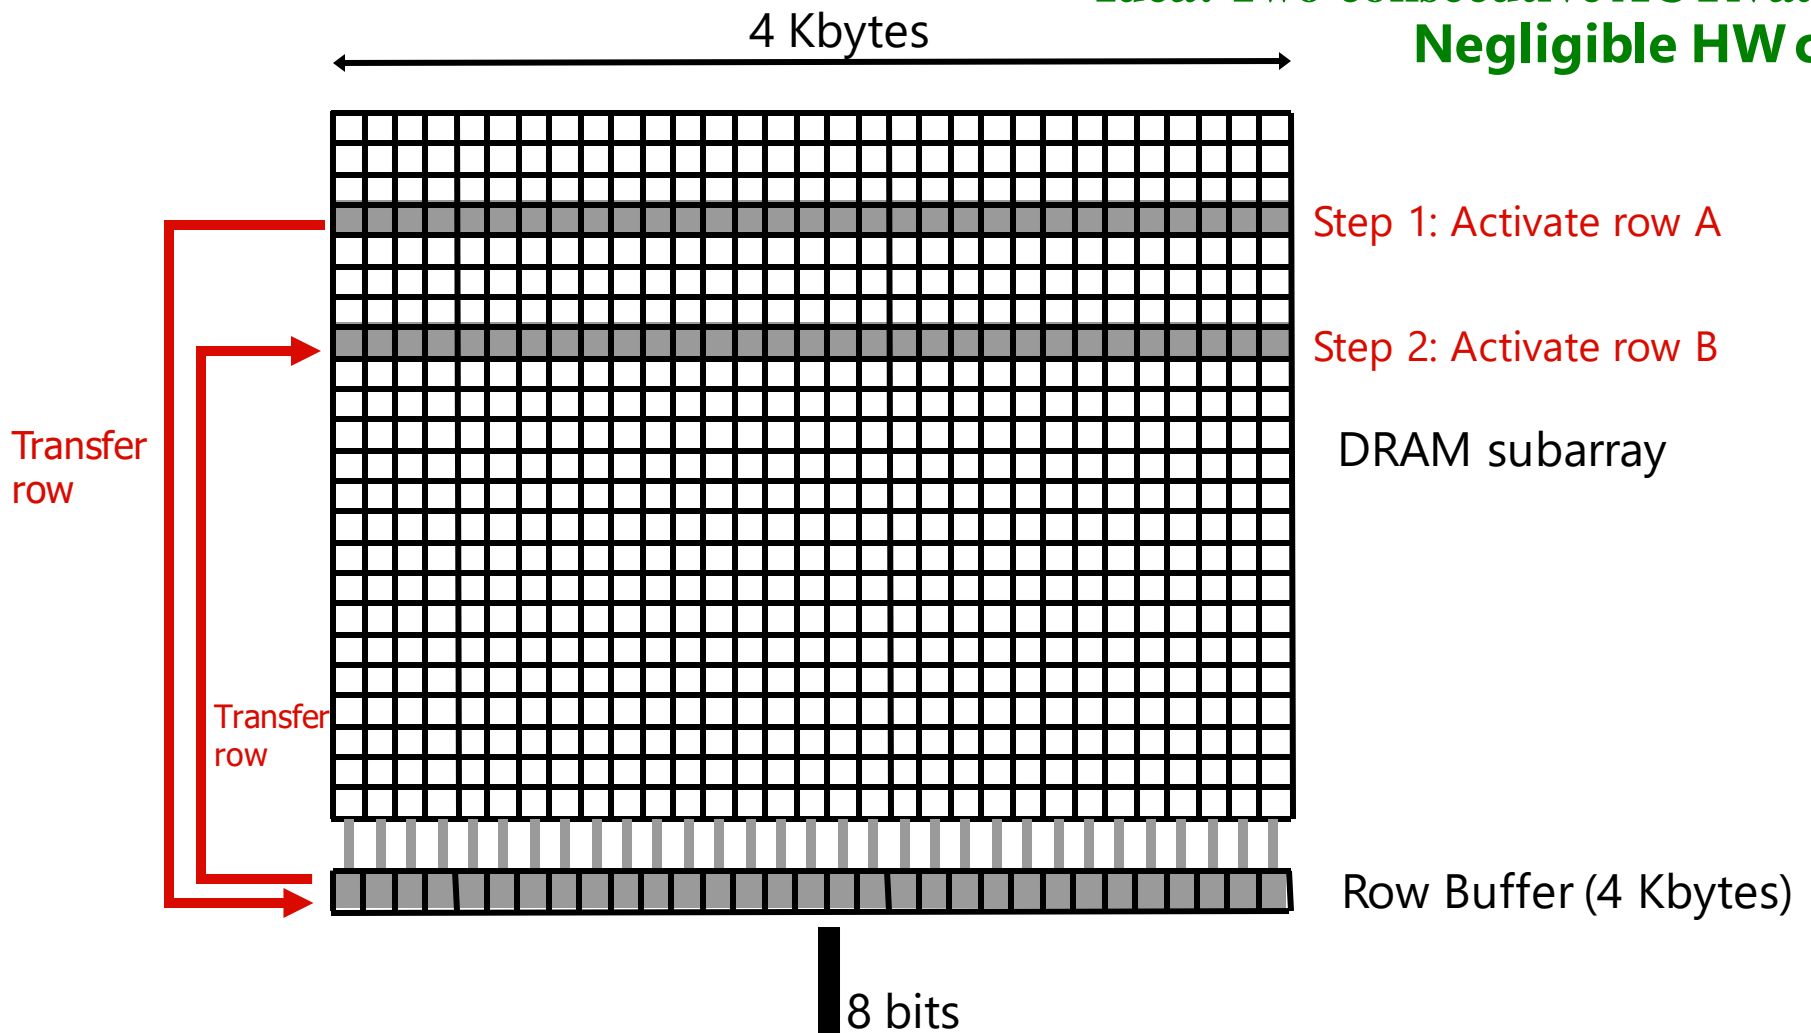 4 Kbytes
Negligible HW
Step 1: Activate row A
Step 2: Activate row B
Transfer
row
DRAM subarray
Transfer
row
Row Buffer (4 Kbytes)
8 bits